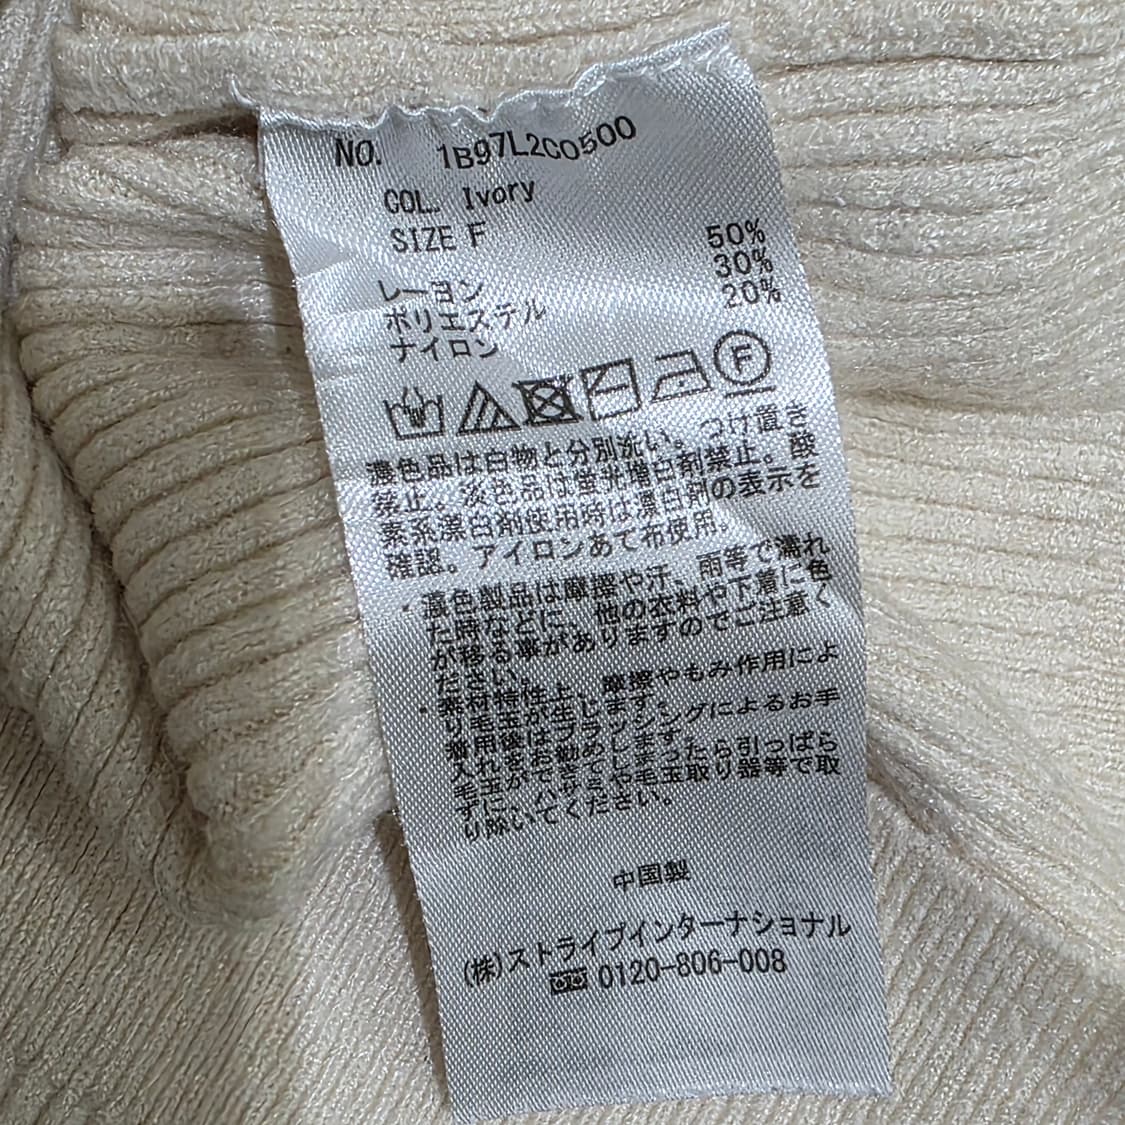 NO. 1B97L2C0500
COL. Ivory
SIZE F
レーヨン 50%
ポリエステル 30%
ナイロン 20%
F
濃色品は白物と分別洗い。つけ置き
禁止。淡色品は蛍光増白剤禁止。酸
素系漂白剤使用時は漂白剤の表示を
確認。アイロンあて布使用。
・濃色製品は摩擦や汗、雨等で濡れ
た時などに、他の衣料や下着に色
が移る事がありますのでご注意く
ださい。
・素材特性上、摩擦やもみ作用によ
り毛玉が生じます。
着用後はブラッシングによるお手
入れをお勧めします。
毛玉ができてしまったら引っぱら
ずに、ハサミや毛玉取り器等で取
り除いてください。
中国製
(株)ストライプインターナショナル
0120-806-008